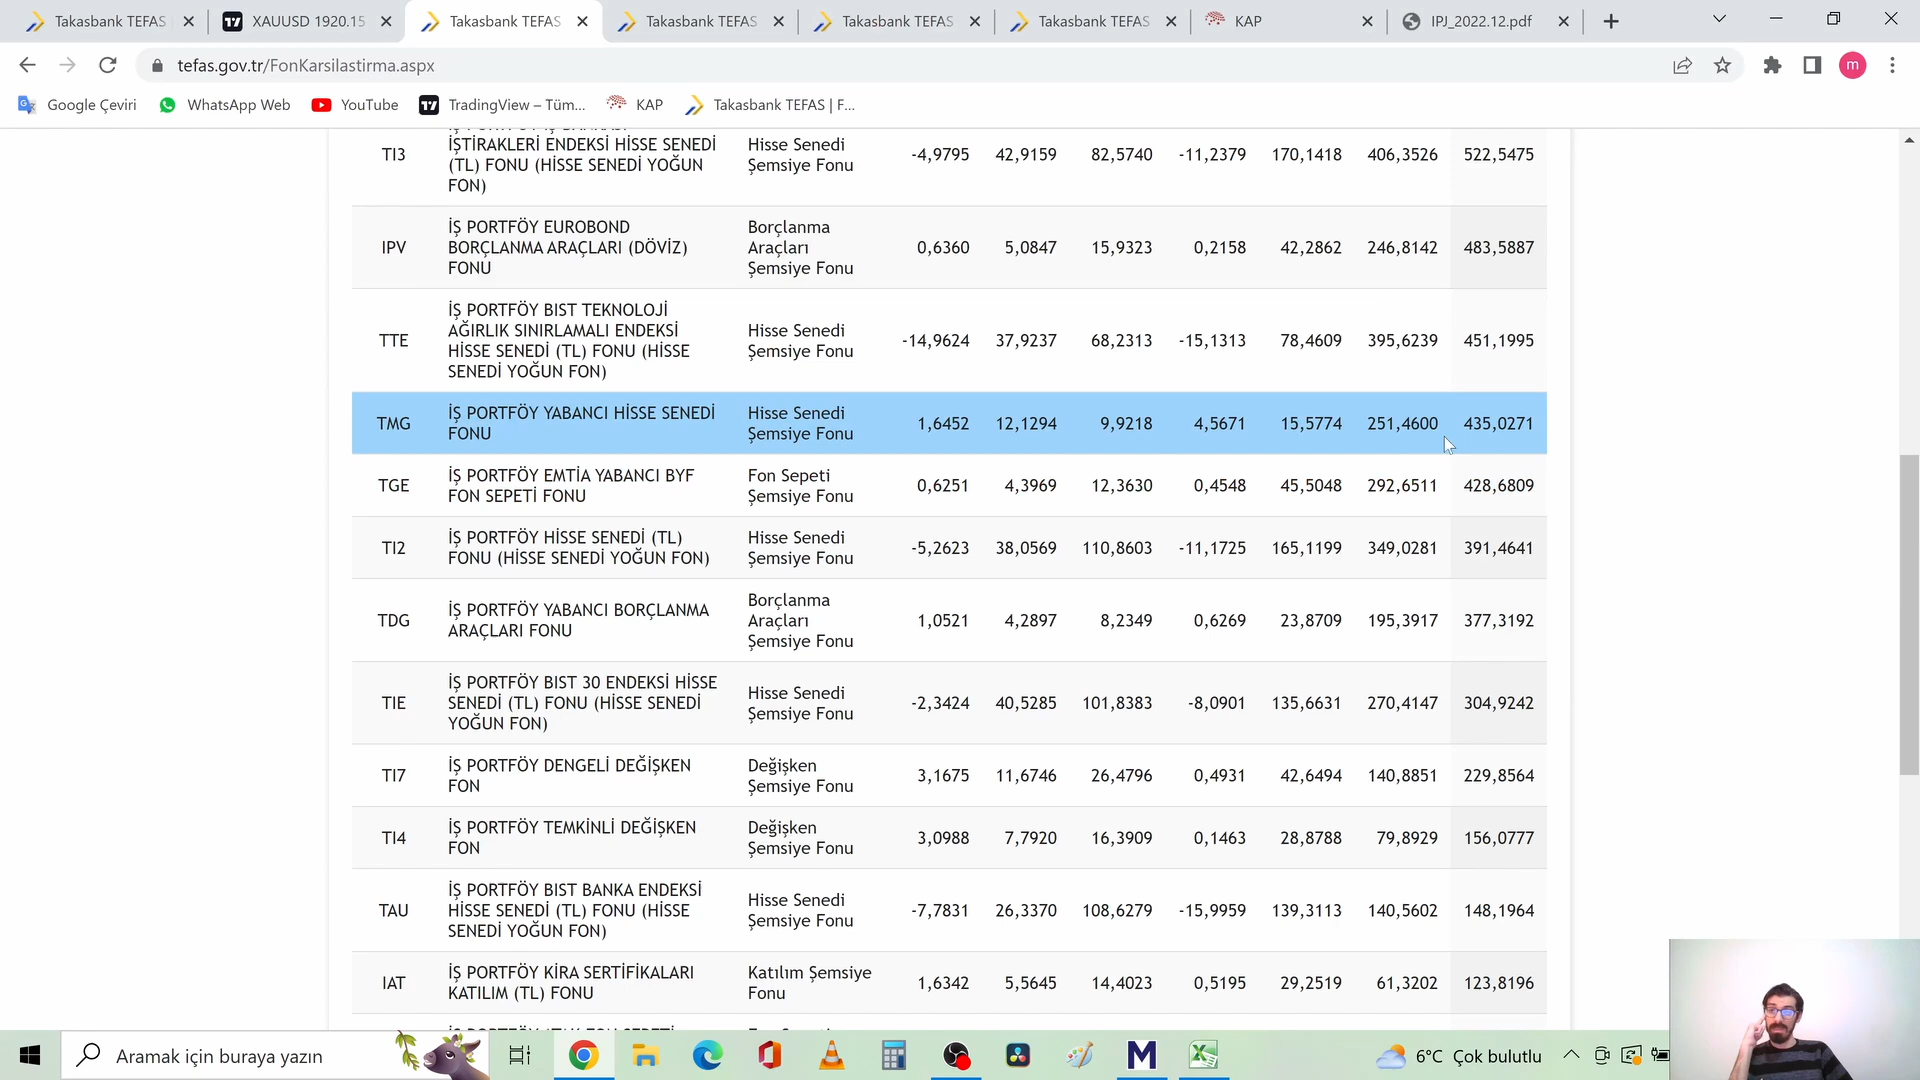 Takasbank TEFAS
XAUUSD 1920.15
Takasbank TEFAS
Takasbank TEFAS
Takasbank TEFAS
Takasbank TEFAS
KAP
IPJ_2022.12.pdf
tefas.gov.tr/FonKarsilastirma.aspx
m
Google Çeviri
WhatsApp Web
YouTube
TradingView – Tüm...
KAP
Takasbank TEFAS | F...
TI3
İŞTİRAKLERİ ENDEKSİ HİSSE SENEDİ
(TL) FONU (HİSSE SENEDİ YOĞUN
FON)
Hisse Senedi
Şemsiye Fonu
-4,9795 42,9159 82,5740 -11,2379 170,1418 406,3526 522,5475
IPV
İŞ PORTFÖY EUROBOND
BORÇLANMA ARAÇLARI (DÖVİZ)
FONU
Borçlanma
Araçları
Şemsiye Fonu
0,6360 5,0847 15,9323 0,2158 42,2862 246,8142 483,5887
TTE
İŞ PORTFÖY BIST TEKNOLOJİ
AĞIRLIK SINIRLAMALI ENDEKSİ
HİSSE SENEDİ (TL) FONU (HİSSE
SENEDİ YOĞUN FON)
Hisse Senedi
Şemsiye Fonu
-14,9624 37,9237 68,2313 -15,1313 78,4609 395,6239 451,1995
TMG
İŞ PORTFÖY YABANCI HİSSE SENEDİ
FONU
Hisse Senedi
Şemsiye Fonu
1,6452 12,1294 9,9218 4,5671 15,5774 251,4600 435,0271
TGE
İŞ PORTFÖY EMTİA YABANCI BYF
FON SEPETİ FONU
Fon Sepeti
Şemsiye Fonu
0,6251 4,3969 12,3630 0,4548 45,5048 292,6511 428,6809
TI2
İŞ PORTFÖY HİSSE SENEDİ (TL)
FONU (HİSSE SENEDİ YOĞUN FON)
Hisse Senedi
Şemsiye Fonu
-5,2623 38,0569 110,8603 -11,1725 165,1199 349,0281 391,4641
TDG
İŞ PORTFÖY YABANCI BORÇLANMA
ARAÇLARI FONU
Borçlanma
Araçları
Şemsiye Fonu
1,0521 4,2897 8,2349 0,6269 23,8709 195,3917 377,3192
TIE
İŞ PORTFÖY BIST 30 ENDEKSİ HİSSE
SENEDİ (TL) FONU (HİSSE SENEDİ
YOĞUN FON)
Hisse Senedi
Şemsiye Fonu
-2,3424 40,5285 101,8383 -8,0901 135,6631 270,4147 304,9242
TI7
İŞ PORTFÖY DENGELİ DEĞİŞKEN
FON
Değişken
Şemsiye Fonu
3,1675 11,6746 26,4796 0,4931 42,6494 140,8851 229,8564
TI4
İŞ PORTFÖY TEMKİNLİ DEĞİŞKEN
FON
Değişken
Şemsiye Fonu
3,0988 7,7920 16,3909 0,1463 28,8788 79,8929 156,0777
TAU
İŞ PORTFÖY BIST BANKA ENDEKSİ
HİSSE SENEDİ (TL) FONU (HİSSE
SENEDİ YOĞUN FON)
Hisse Senedi
Şemsiye Fonu
-7,7831 26,3370 108,6279 -15,9959 139,3113 140,5602 148,1964
IAT
İŞ PORTFÖY KİRA SERTİFİKALARI
KATILIM (TL) FONU
Katılım Şemsiye
Fonu
1,6342 5,5645 14,4023 0,5195 29,2519 61,3202 123,8196
Aramak için buraya yazın
6°C Çok bulutlu